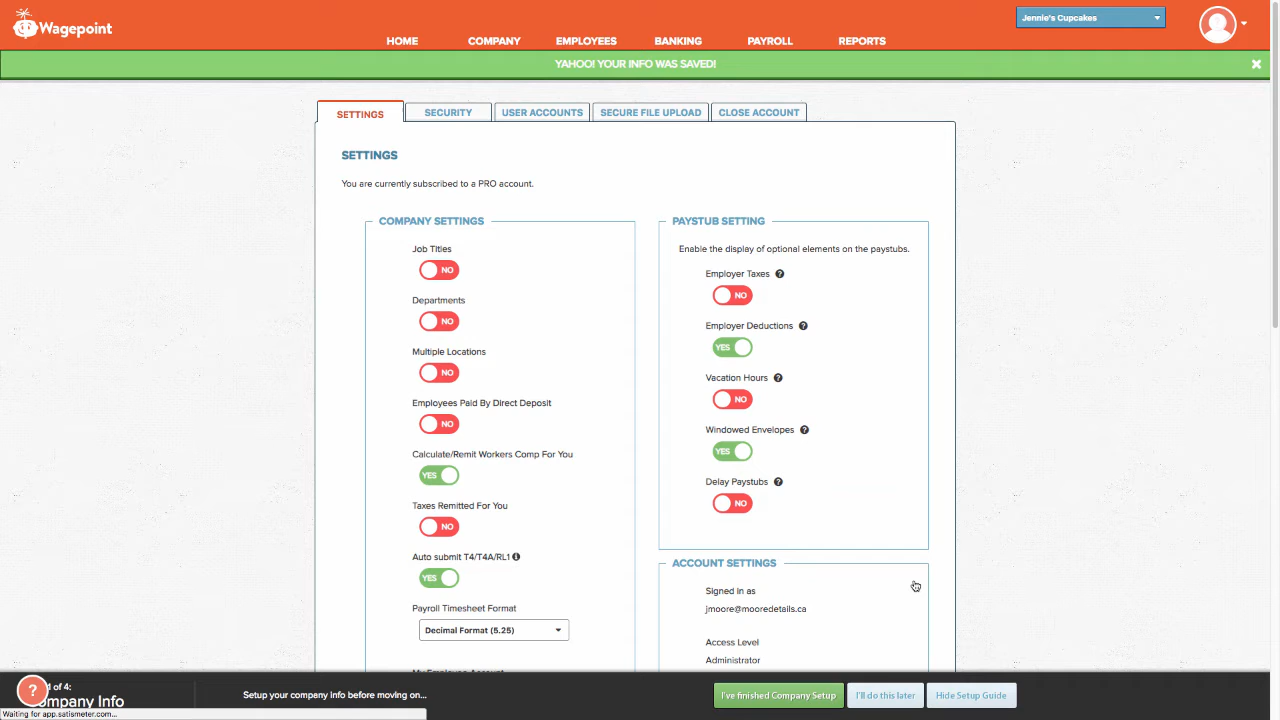 Wagepoint
Jennie's Cupcakes
HOME COMPANY EMPLOYEES BANKING PAYROLL REPORTS
YAHOO! YOUR INFO WAS SAVED!
SETTINGS SECURITY USER ACCOUNTS SECURE FILE UPLOAD CLOSE ACCOUNT
SETTINGS
You are currently subscribed to a PRO account.
COMPANY SETTINGS
Job Titles
NO
Departments
NO
Multiple Locations
NO
Employees Paid By Direct Deposit
NO
Calculate/Remit Workers Comp For You
YES
Taxes Remitted For You
NO
Auto submit T4/T4A/RL1
YES
Payroll Timesheet Format
Decimal Format (5.25)
My Employee Account
PAYSTUB SETTING
Enable the display of optional elements on the paystubs.
Employer Taxes ?
NO
Employer Deductions ?
YES
Vacation Hours ?
NO
Windowed Envelopes ?
YES
Delay Paystubs ?
NO
ACCOUNT SETTINGS
Signed in as
jmoore@mooredetails.ca
Access Level
Administrator
?
1 of 4:
ompany Info
Setup your company info before moving on...
I've finished Company Setup
I'll do this later
Hide Setup Guide
Waiting for app.satismeter.com...